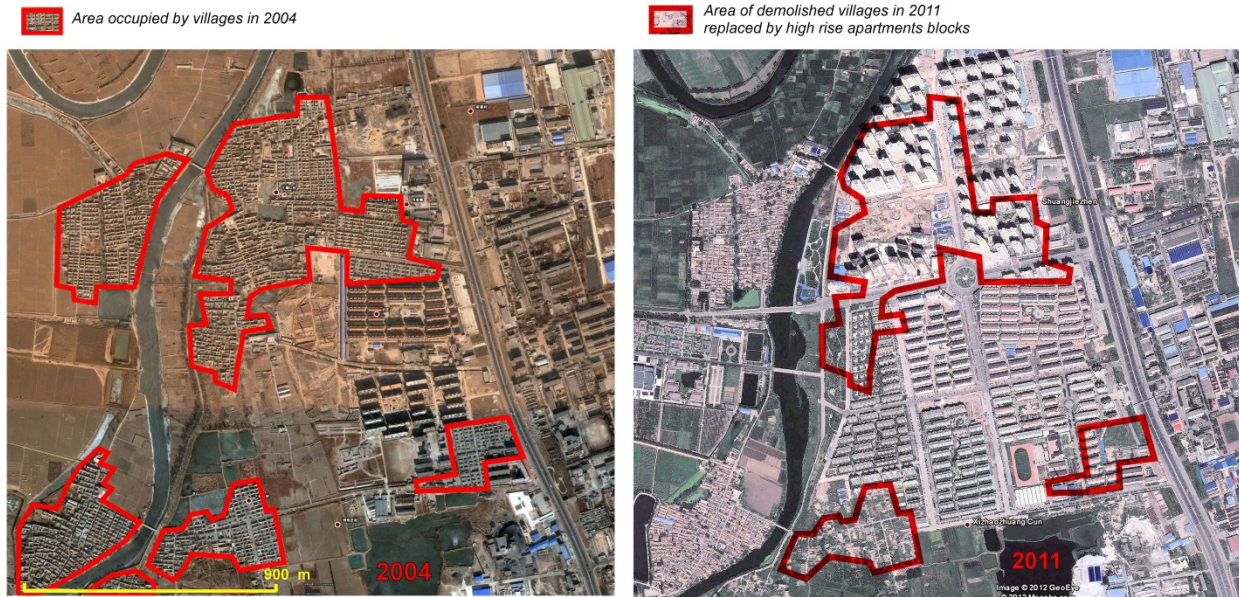 Area occupied by villages in 2004
Area of demolished villages in 2011
replaced by high rise apartments blocks
Shuangjiezhen
Xizhaozhuang Cun
900 m
2004
2011
Image © 2012 GeoEye